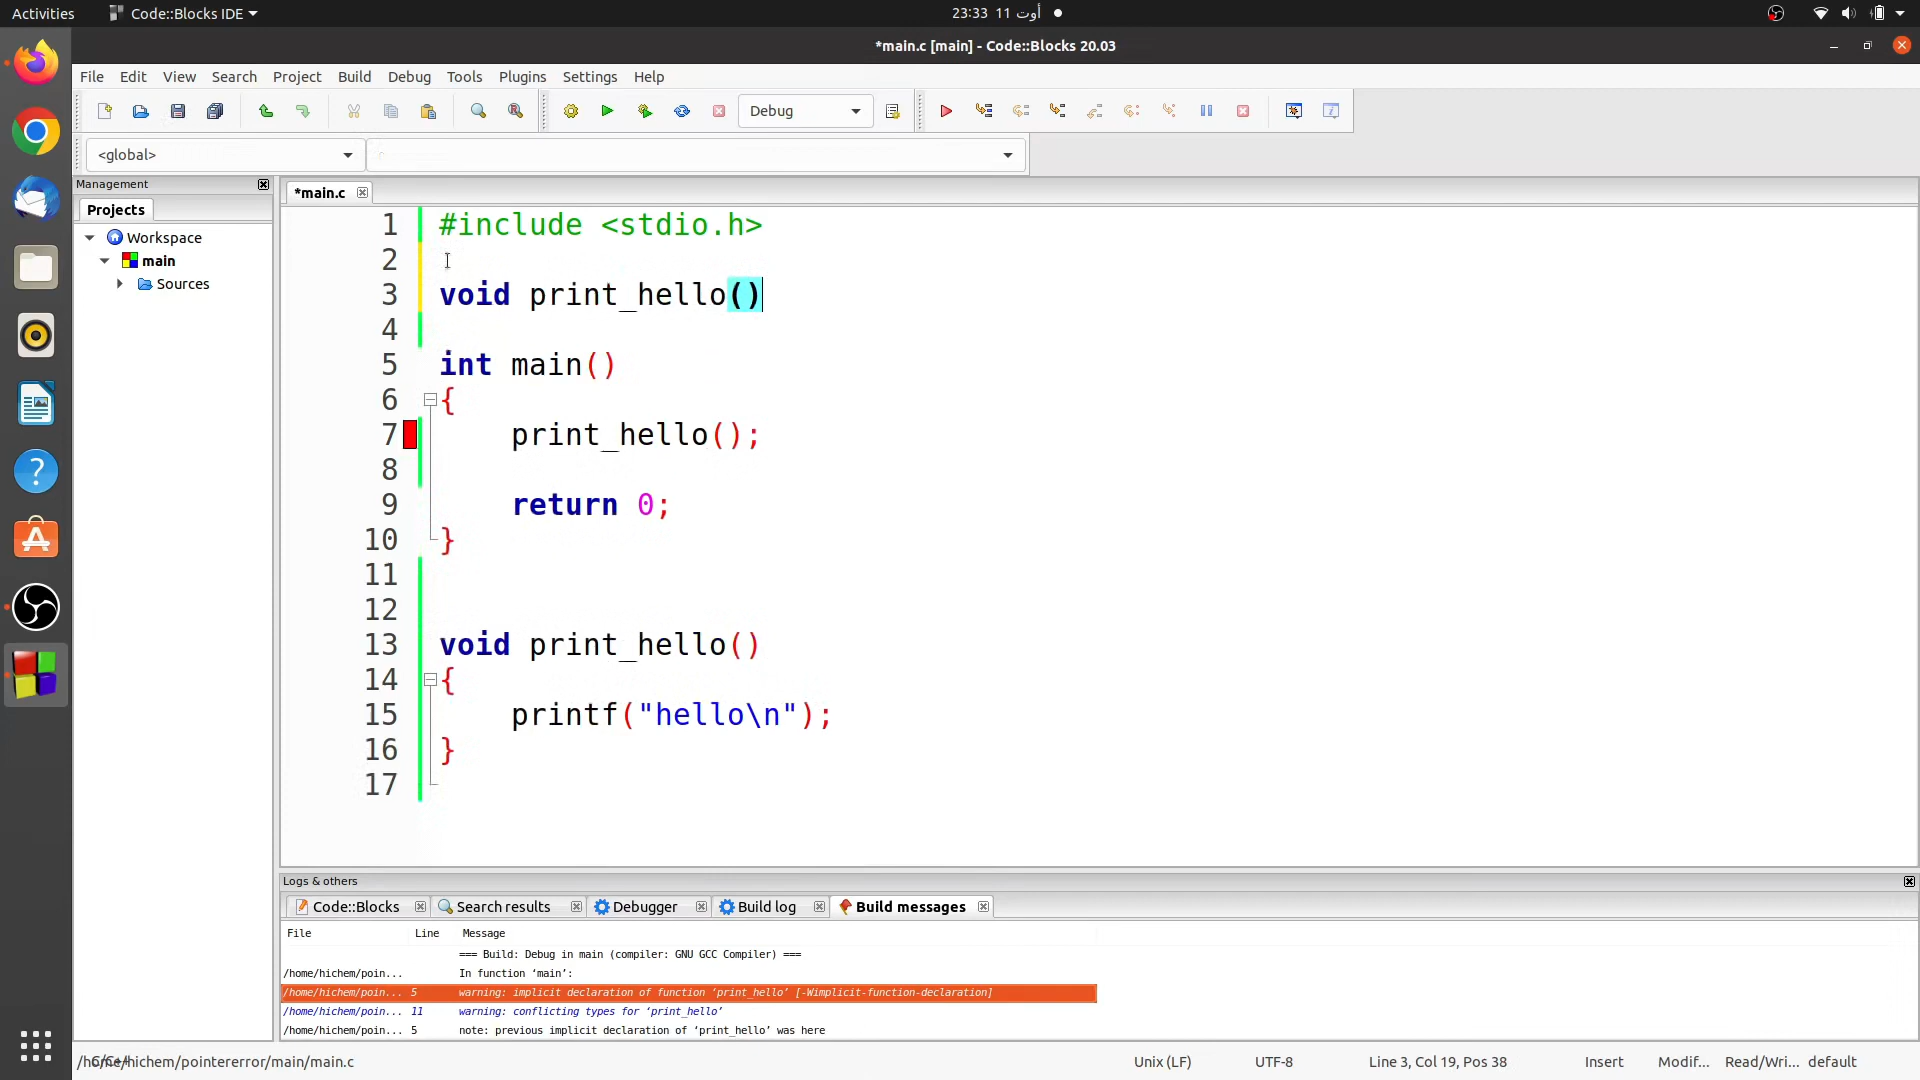 Activities
Code::Blocks IDE
23:33 11 أوت
*main.c [main] - Code::Blocks 20.03
File Edit View Search Project Build Debug Tools Plugins Settings Help
Debug
<global>
Management
Projects
Workspace
main
Sources
*main.c
1 #include <stdio.h>
2
3 void print_hello()
4
5 int main()
6 {
7 print_hello();
8
9 return 0;
10 }
11
12
13 void print_hello()
14 {
15 printf("hello\n");
16 }
17
Logs & others
Code::Blocks Search results Debugger Build log Build messages
File Line Message
=== Build: Debug in main (compiler: GNU GCC Compiler) ===
/home/hichem/poin... In function ‘main’:
/home/hichem/poin... 5 warning: implicit declaration of function ‘print_hello’ [-Wimplicit-function-declaration]
/home/hichem/poin... 11 warning: conflicting types for ‘print_hello’
/home/hichem/poin... 5 note: previous implicit declaration of ‘print_hello’ was here
/home/hichem/pointererror/main/main.c C/C++ Unix (LF) UTF-8 Line 3, Col 19, Pos 38 Insert Modif... Read/Wri... default